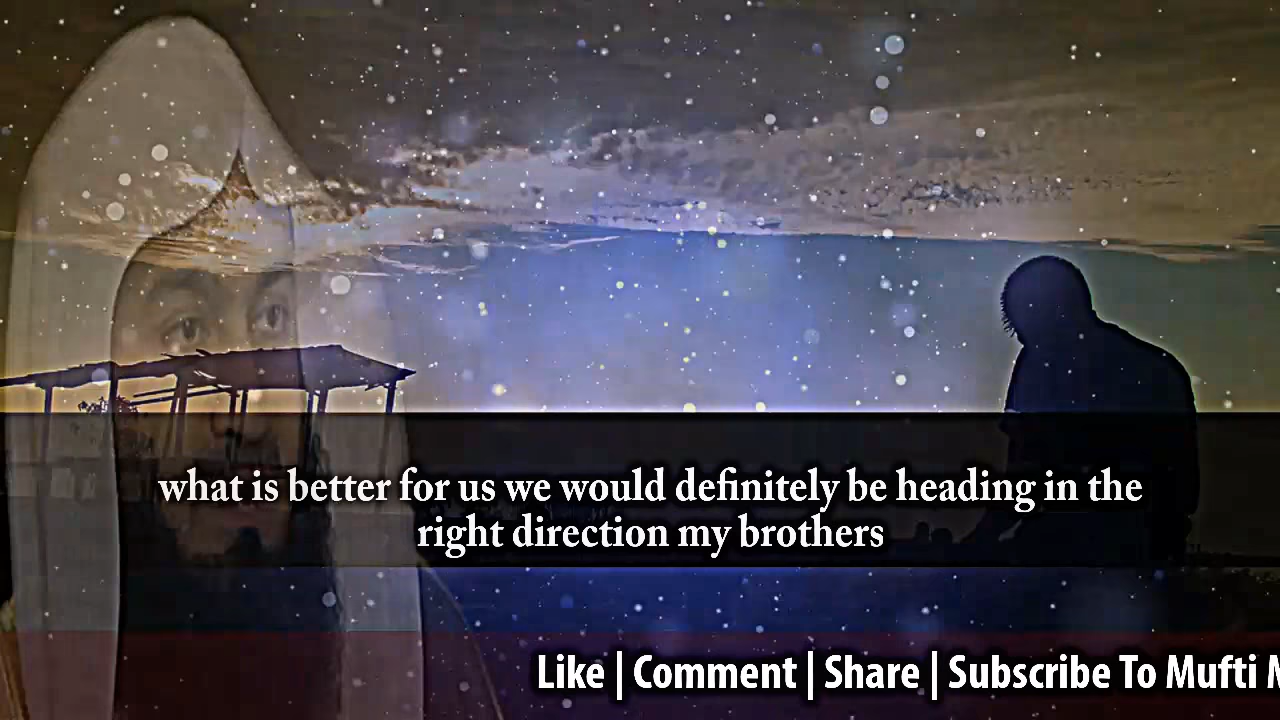 what is better for us we would definitely be heading in the
right direction my brothers
Like | Comment | Share | Subscribe To Mufti M